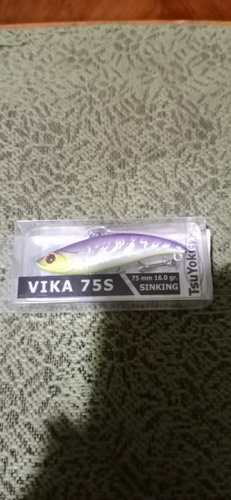 VIKA 75S
75 mm 16.0 gr.
SINKING
TsuYoki